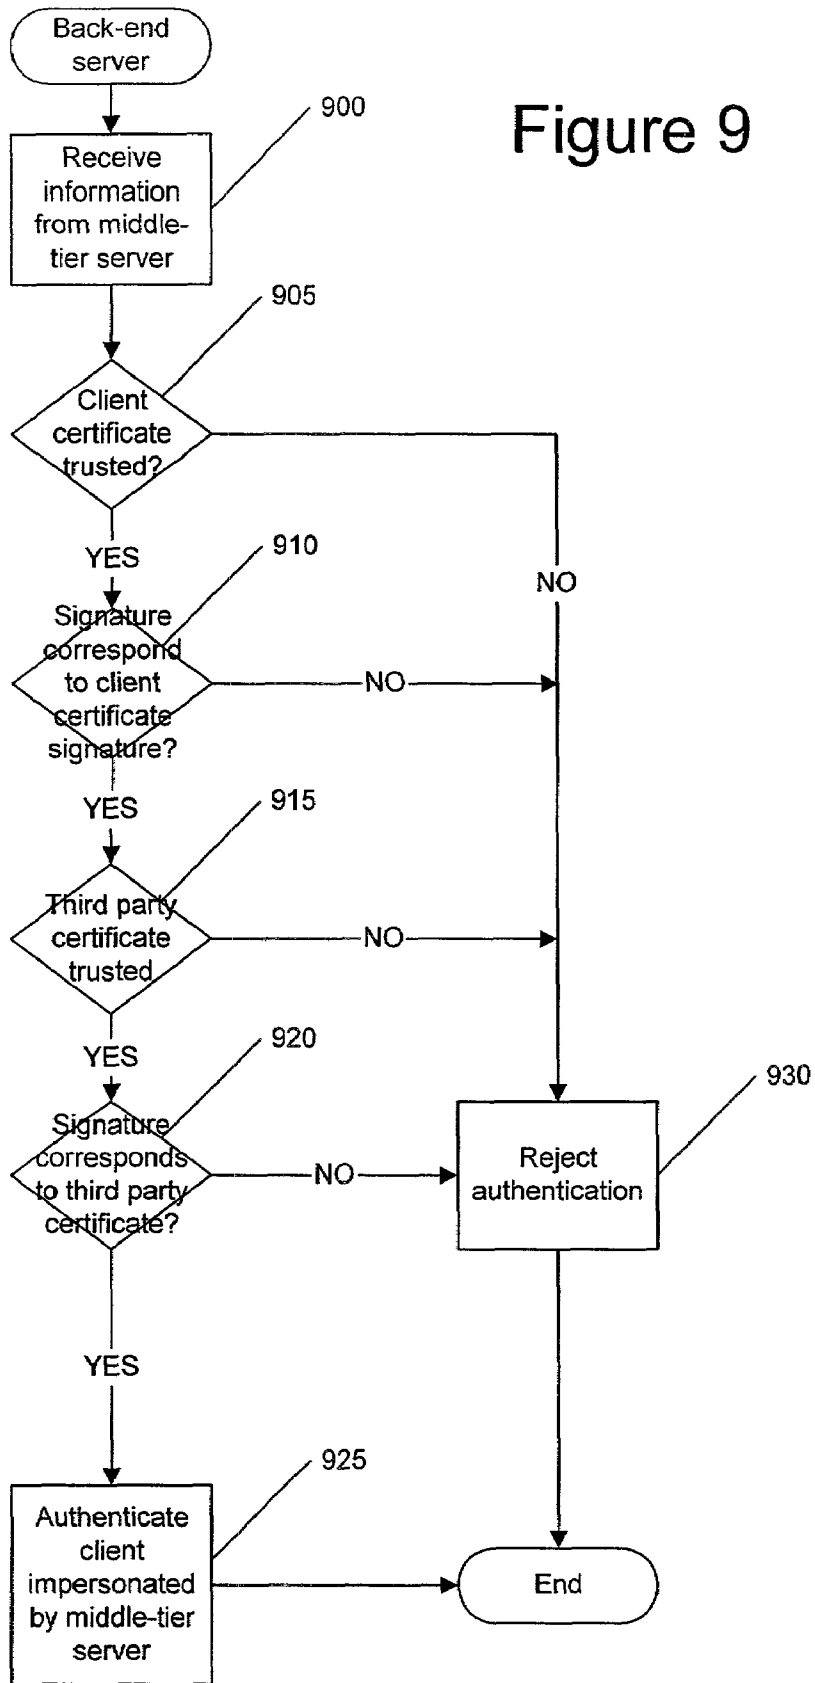 Back-end
server
900
Figure 9
Receive
information
from middle-
tier server
905
Client
certificate
trusted?
YES
NO
910
Signature
correspond
to client
certificate
signature?
NO
YES
915
Third party
certificate
trusted
NO
YES
920
Signature
corresponds
to third party
certificate?
NO
930
Reject
authentication
YES
925
Authenticate
client
impersonated
by middle-tier
server
End